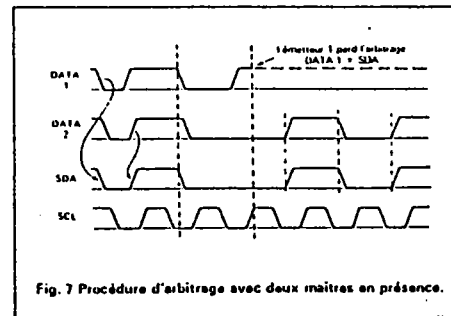 l'émetteur 1 perd l'arbitrage
DATA 1 ≠ SDA
DATA
1
DATA
2
SDA
SCL
Fig. 7 Procédure d'arbitrage avec deux maîtres en présence.